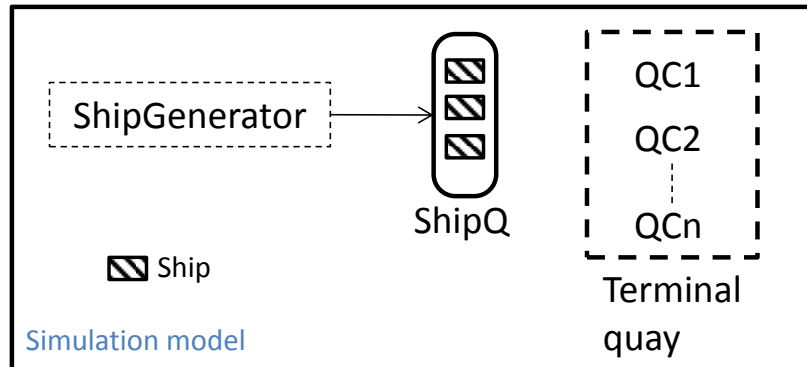 QC1
ShipGenerator
QC2
ShipQ
QCn
Ship
Terminal
quay
Simulation model